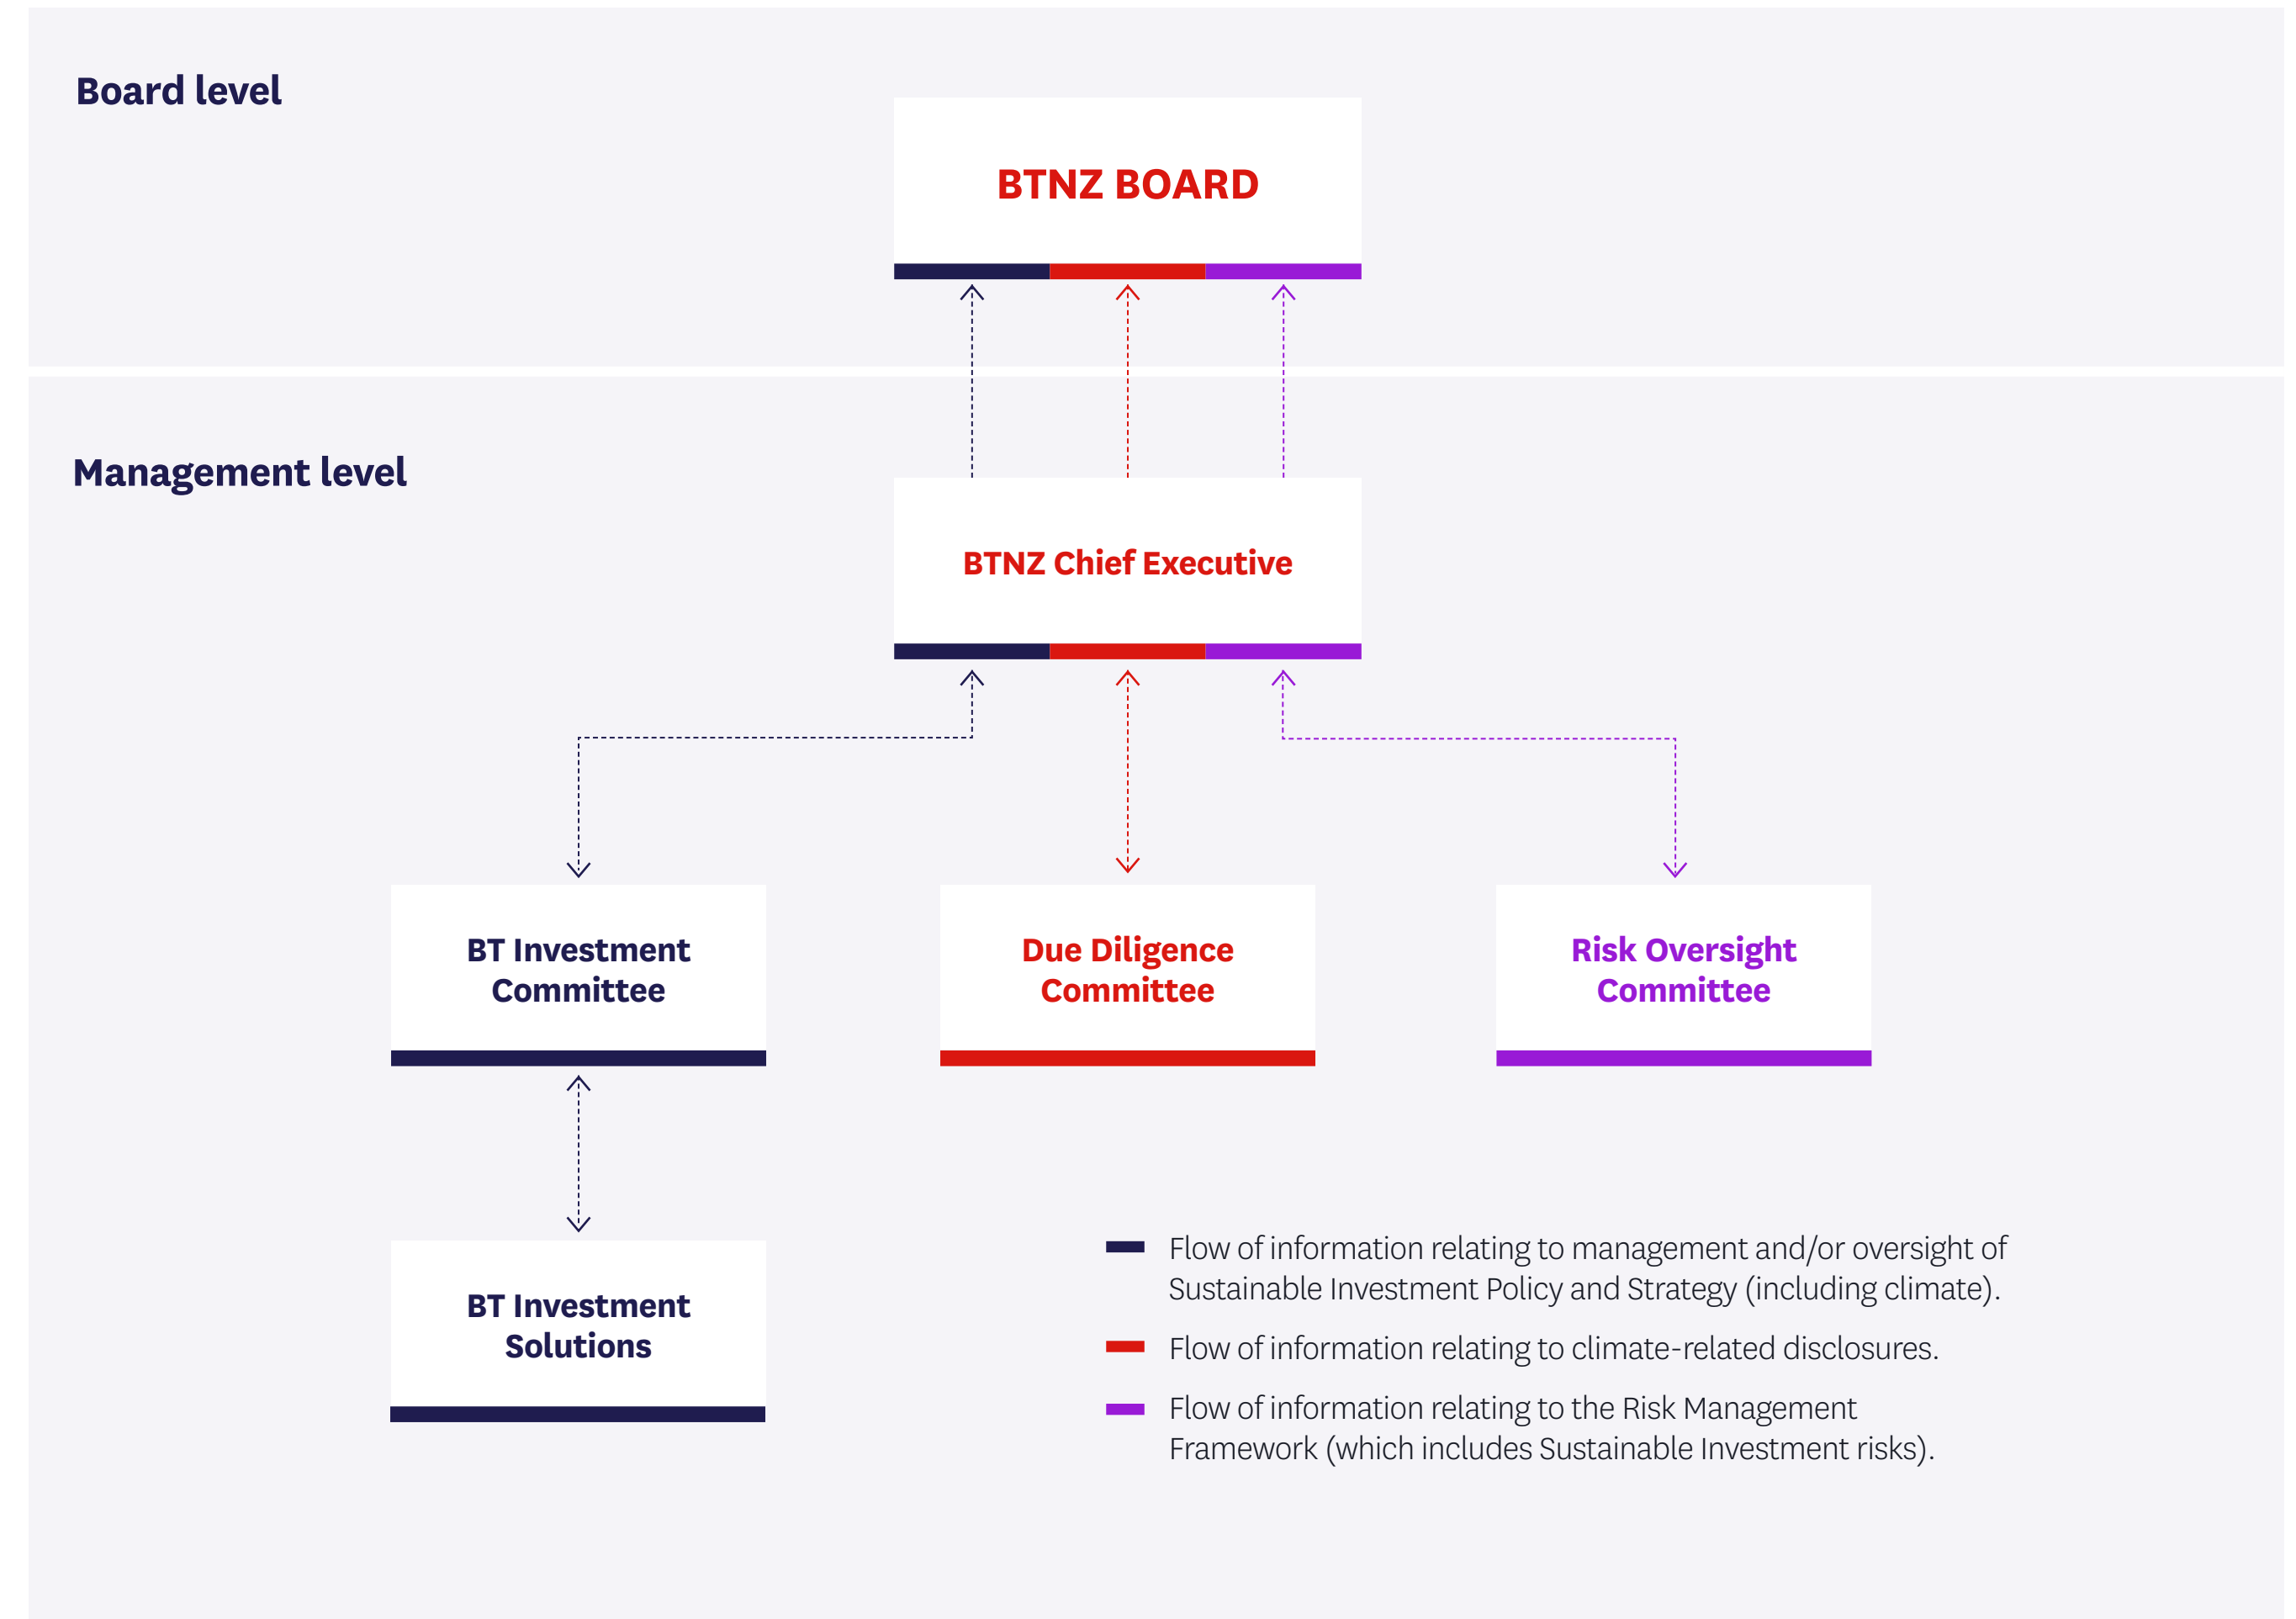 Board level
BTNZ BOARD
Management level
BTNZ Chief Executive
BT Investment
Committee
Due Diligence
Committee
Risk Oversight
Committee
BT Investment
Solutions
Flow of information relating to management and/or oversight of
Sustainable Investment Policy and Strategy (including climate).
Flow of information relating to climate-related disclosures.
Flow of information relating to the Risk Management
Framework (which includes Sustainable Investment risks).